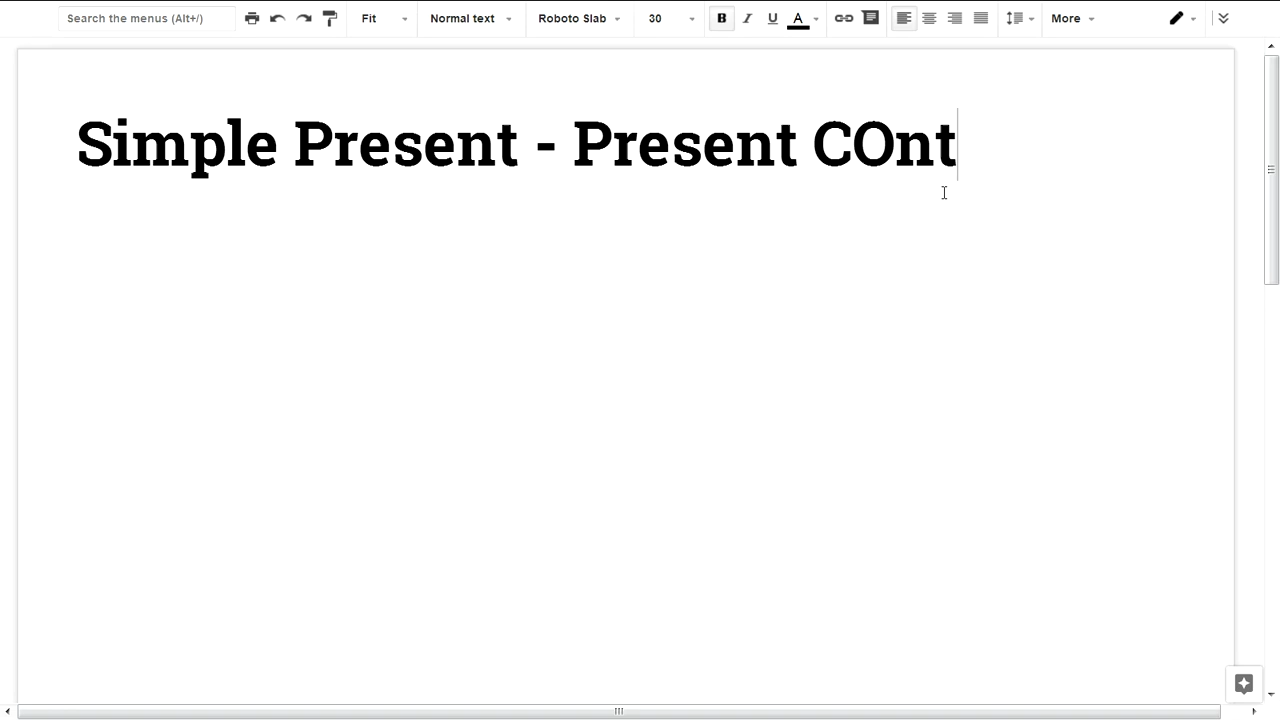 Search the menus (Alt+/) Fit Normal text Roboto Slab 30 B I U A More
Simple Present - Present COnt